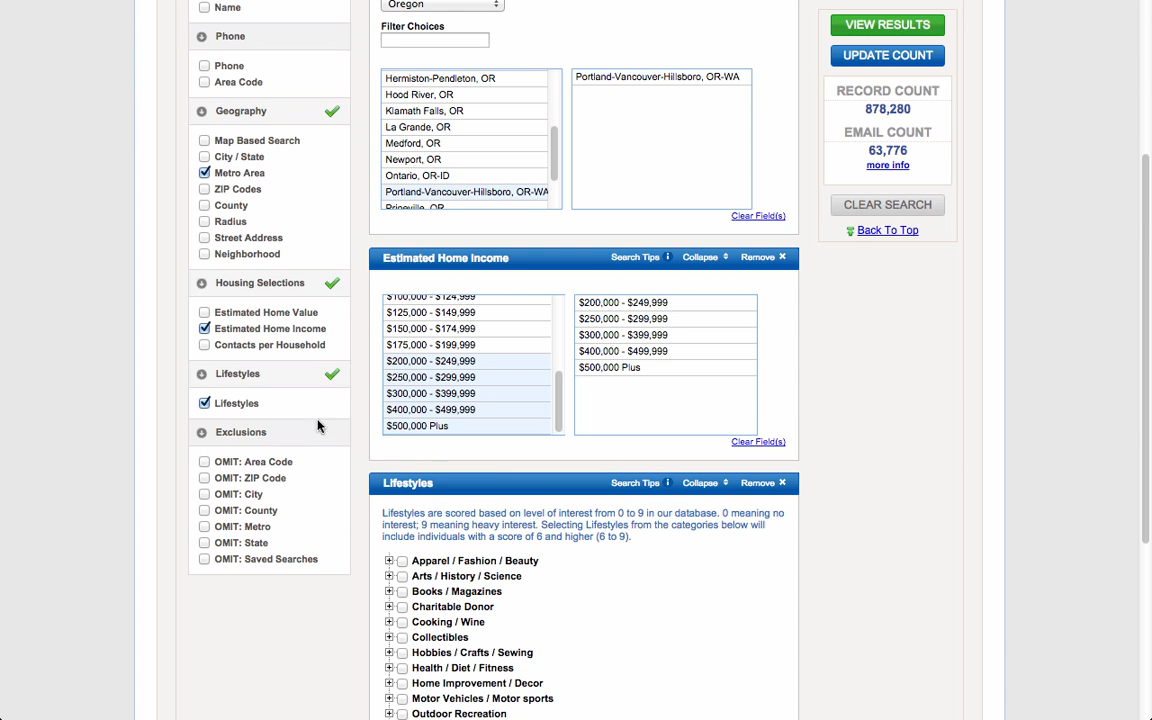 Name
Phone
Phone
Area Code
Geography
Map Based Search
City / State
Metro Area
ZIP Codes
County
Radius
Street Address
Neighborhood
Housing Selections
Estimated Home Value
Estimated Home Income
Contacts per Household
Lifestyles
Lifestyles
Exclusions
OMIT: Area Code
OMIT: ZIP Code
OMIT: City
OMIT: County
OMIT: Metro
OMIT: State
OMIT: Saved Searches
Oregon
Filter Choices
Hermiston-Pendleton, OR
Hood River, OR
Klamath Falls, OR
La Grande, OR
Medford, OR
Newport, OR
Ontario, OR-ID
Portland-Vancouver-Hillsboro, OR-WA
Prineville, OR
Portland-Vancouver-Hillsboro, OR-WA
Clear Field(s)
Estimated Home Income Search Tips i Collapse Remove
$100,000 - $124,999
$125,000 - $149,999
$150,000 - $174,999
$175,000 - $199,999
$200,000 - $249,999
$250,000 - $299,999
$300,000 - $399,999
$400,000 - $499,999
$500,000 Plus
$200,000 - $249,999
$250,000 - $299,999
$300,000 - $399,999
$400,000 - $499,999
$500,000 Plus
Clear Field(s)
Lifestyles Search Tips i Collapse Remove
Lifestyles are scored based on level of interest from 0 to 9 in our database. 0 meaning no
interest; 9 meaning heavy interest. Selecting Lifestyles from the categories below will
include individuals with a score of 6 and higher (6 to 9).
Apparel / Fashion / Beauty
Arts / History / Science
Books / Magazines
Charitable Donor
Cooking / Wine
Collectibles
Hobbies / Crafts / Sewing
Health / Diet / Fitness
Home Improvement / Decor
Motor Vehicles / Motor sports
Outdoor Recreation
VIEW RESULTS
UPDATE COUNT
RECORD COUNT
878,280
EMAIL COUNT
63,776
more info
CLEAR SEARCH
Back To Top